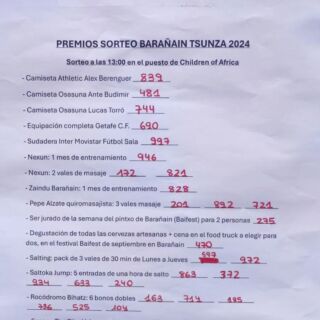 PREMIOS SORTEO BARAÑAIN TSUNZA 2024
Sorteo a las 13:00 en el puesto de Children of Africa
- Camiseta Athletic Alex Berenguer 839
- Camiseta Osasuna Ante Budimir 481
- Camiseta Osasuna Lucas Torró 744
- Equipación completa Getafe C.F. 690
- Sudadera Inter Movistar Fútbol Sala 997
- Nexun: 1 mes de entrenamiento 946
- Nexun: 2 vales de masaje 172 821
- Zaindu Barañain: 1 mes de entrenamiento 828
- Pepe Alzate quiromasajista: 3 vales masaje 201 892 721
- Ser jurado de la semana del pintxo de Barañain (Baifest) para 2 personas 275
- Degustación de todas las cervezas artesanas + cena en el food truck a elegir para
dos, en el festival Baifest de septiembre en Barañain 470
- Salting: pack de 3 vales de 30 min de Lunes a Jueves 972
- Saltoka Jump: 5 entradas de una hora de salto 863 372
934 633 240
- Rocódromo Bihatz: 6 bonos dobles 163 714 185
736 525 104